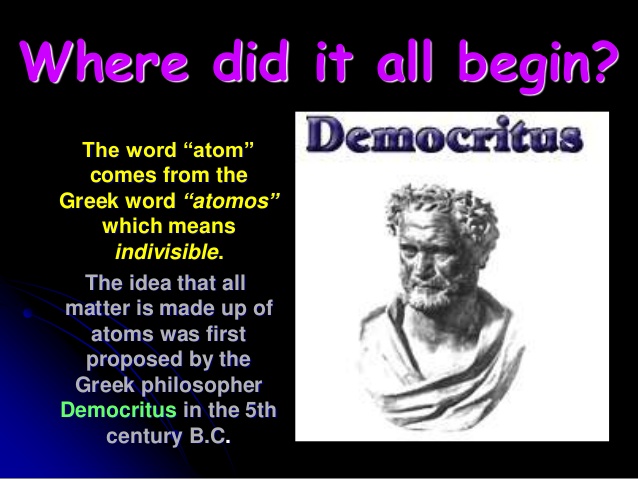 Where did it all begin?
The word “atom”
comes from the
Greek word “atomos”
which means
indivisible.
The idea that all
matter is made up of
atoms was first
proposed by the
Greek philosopher
Democritus in the 5th
century B.C.
Democritus